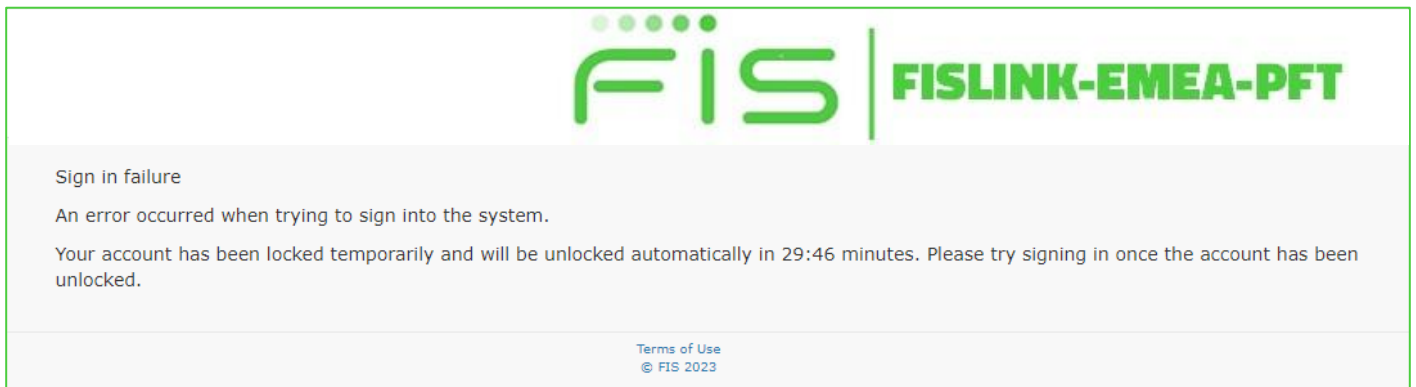 FIS
FISLINK-EMEA-PFT
Sign in failure
An error occurred when trying to sign into the system.
Your account has been locked temporarily and will be unlocked automatically in 29:46 minutes. Please try signing in once the account has been
unlocked.
Terms of Use
© FIS 2023